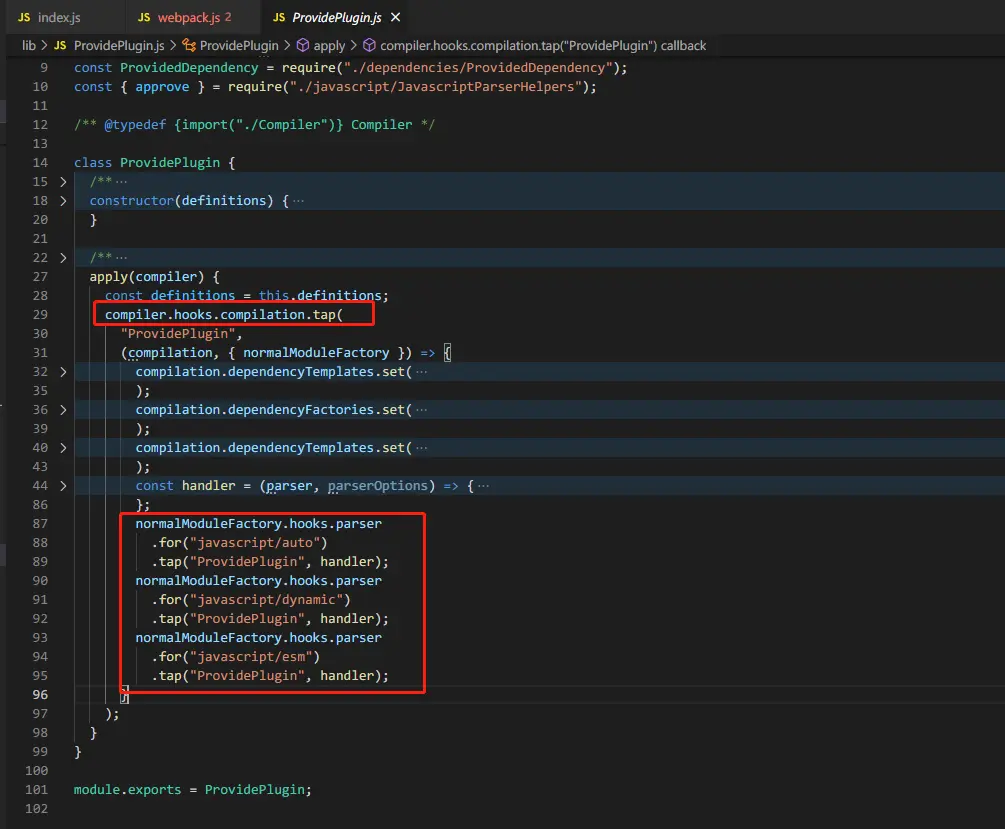 JS index.js JS webpack.js 2 JS ProvidePlugin.js ×
lib > JS ProvidePlugin.js > ProvidePlugin > apply > compiler.hooks.compilation.tap("ProvidePlugin") callback
9 const ProvidedDependency = require("./dependencies/ProvidedDependency");
10 const { approve } = require("./javascript/JavascriptParserHelpers");
11
12 /** @typedef {import("./Compiler")} Compiler */
13
14 class ProvidePlugin {
15 > /** ···
18 > constructor(definitions) { ···
20 }
21
22 > /** ···
27 apply(compiler) {
28 const definitions = this.definitions;
29 compiler.hooks.compilation.tap(
30 "ProvidePlugin",
31 (compilation, { normalModuleFactory }) => {
32 > compilation.dependencyTemplates.set( ···
35 );
36 > compilation.dependencyFactories.set( ···
39 );
40 > compilation.dependencyTemplates.set( ···
43 );
44 > const handler = (parser, parserOptions) => { ···
86 };
87 normalModuleFactory.hooks.parser
88 .for("javascript/auto")
89 .tap("ProvidePlugin", handler);
90 normalModuleFactory.hooks.parser
91 .for("javascript/dynamic")
92 .tap("ProvidePlugin", handler);
93 normalModuleFactory.hooks.parser
94 .for("javascript/esm")
95 .tap("ProvidePlugin", handler);
96 }
97 );
98 }
99 }
100
101 module.exports = ProvidePlugin;
102